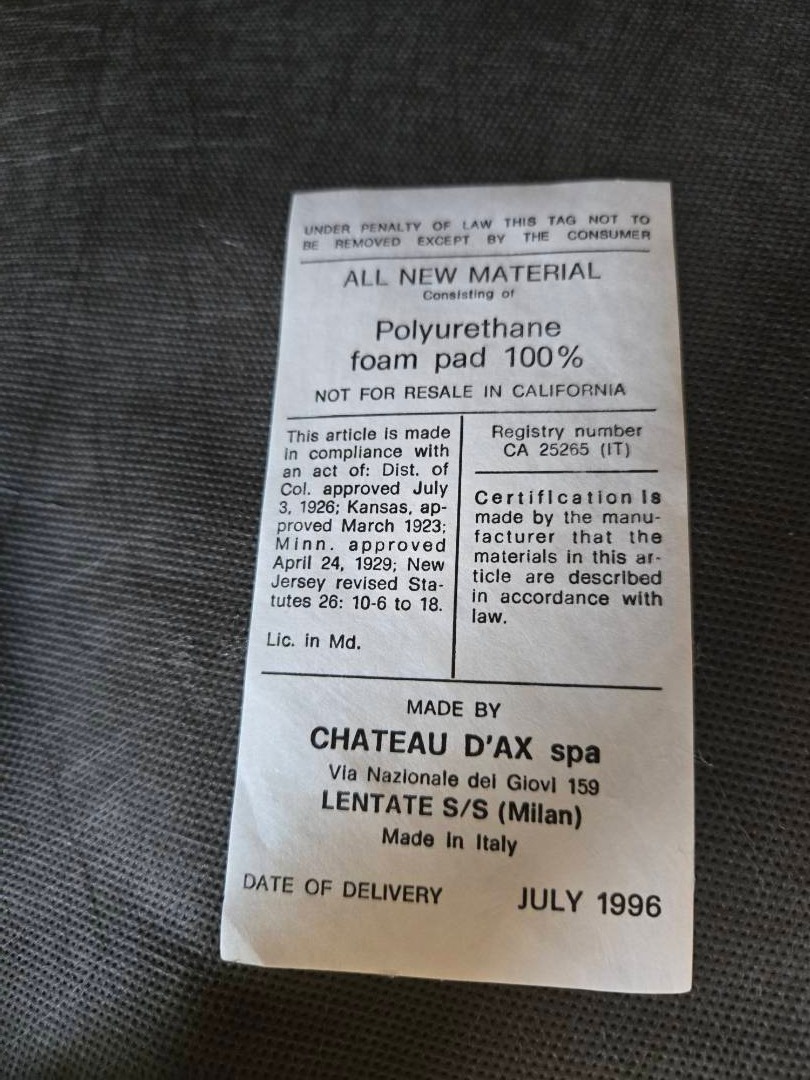 UNDER PENALTY OF LAW THIS TAG NOT TO
BE REMOVED EXCEPT BY THE CONSUMER
ALL NEW MATERIAL
Consisting of
Polyurethane
foam pad 100%
NOT FOR RESALE IN CALIFORNIA
This article is made
in compliance with
an act of: Dist. of
Col. approved July
3, 1926; Kansas, ap-
proved March 1923;
Minn. approved
April 24, 1929; New
Jersey revised Sta-
tutes 26: 10-6 to 18.
Lic. in Md.
Registry number
CA 25265 (IT)
Certification is
made by the manu-
facturer that the
materials in this ar-
ticle are described
in accordance with
law.
MADE BY
CHATEAU D'AX spa
Via Nazionale dei Giovi 159
LENTATE S/S (Milan)
Made in Italy
DATE OF DELIVERY JULY 1996